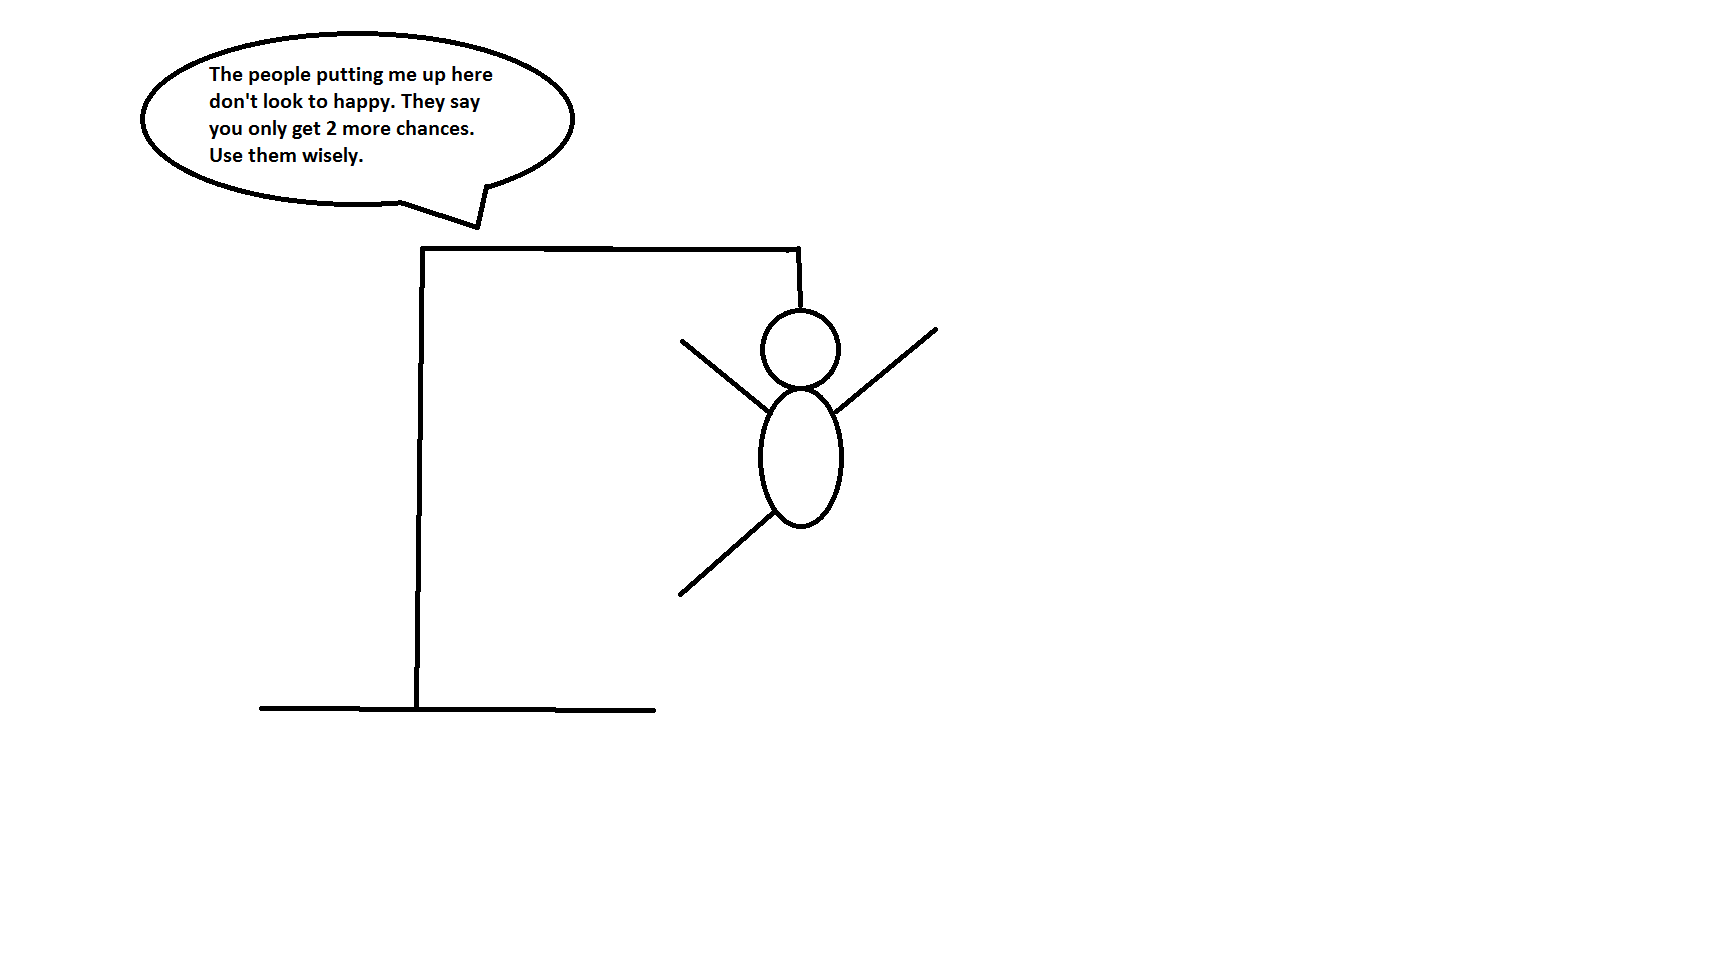 The people putting me up here
don't look to happy. They say
you only get 2 more chances.
Use them wisely.